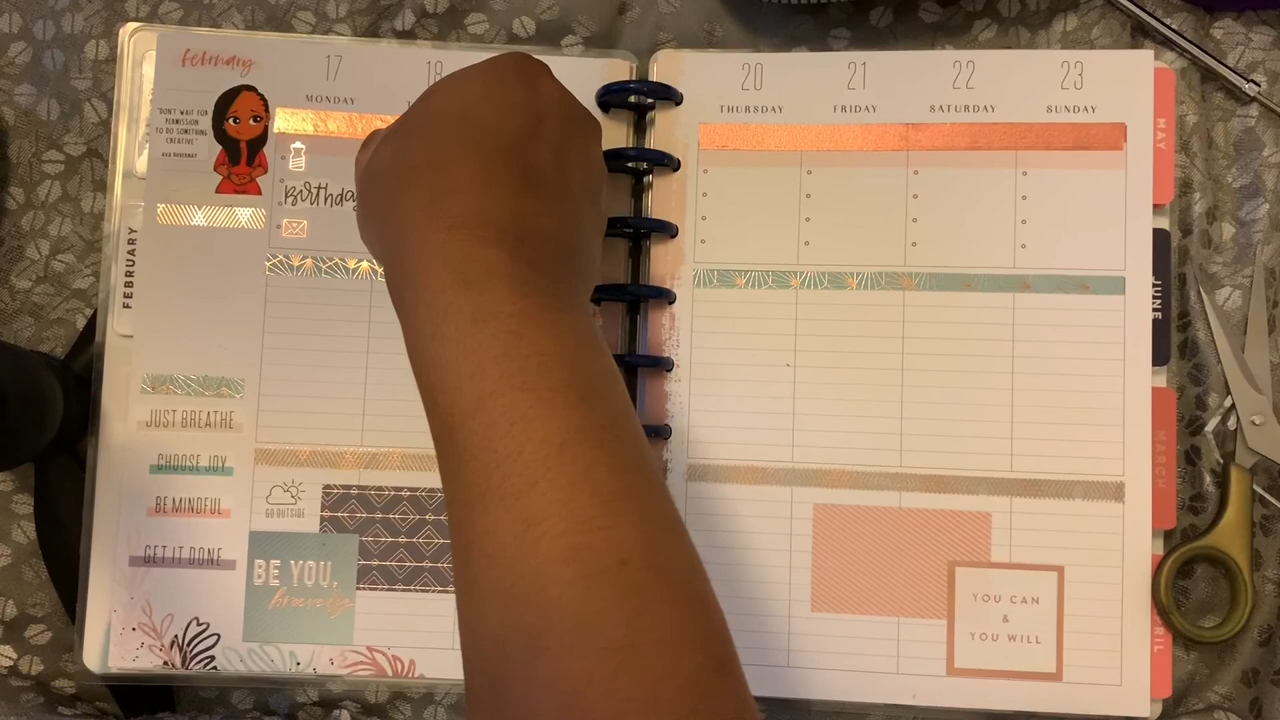 February
17
18
20
21
22
23
MONDAY
THURSDAY
FRIDAY
SATURDAY
SUNDAY
"DON'T WAIT FOR
PERMISSION
TO DO SOMETHING
CREATIVE."
AVA DUVERNAY
Birthday
FEBRUARY
JUST BREATHE
CHOOSE JOY
BE MINDFUL
GET IT DONE
GO OUTSIDE
BE YOU,
bravely
YOU CAN
&
YOU WILL
MAY
JUNE
MARCH
APRIL